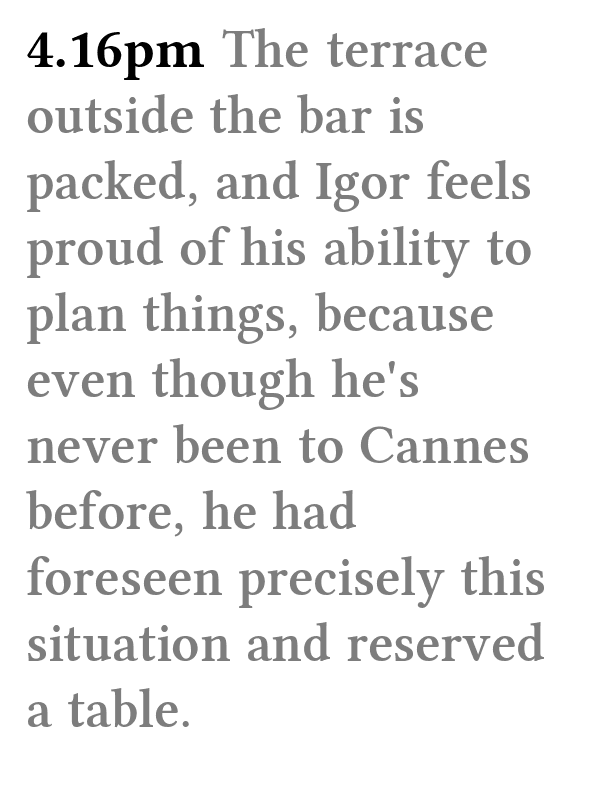 4.16pm The terrace
outside the bar is
packed, and Igor feels
proud of his ability to
plan things, because
even though he's
never been to Cannes
before, he had
foreseen precisely this
situation and reserved
a table.